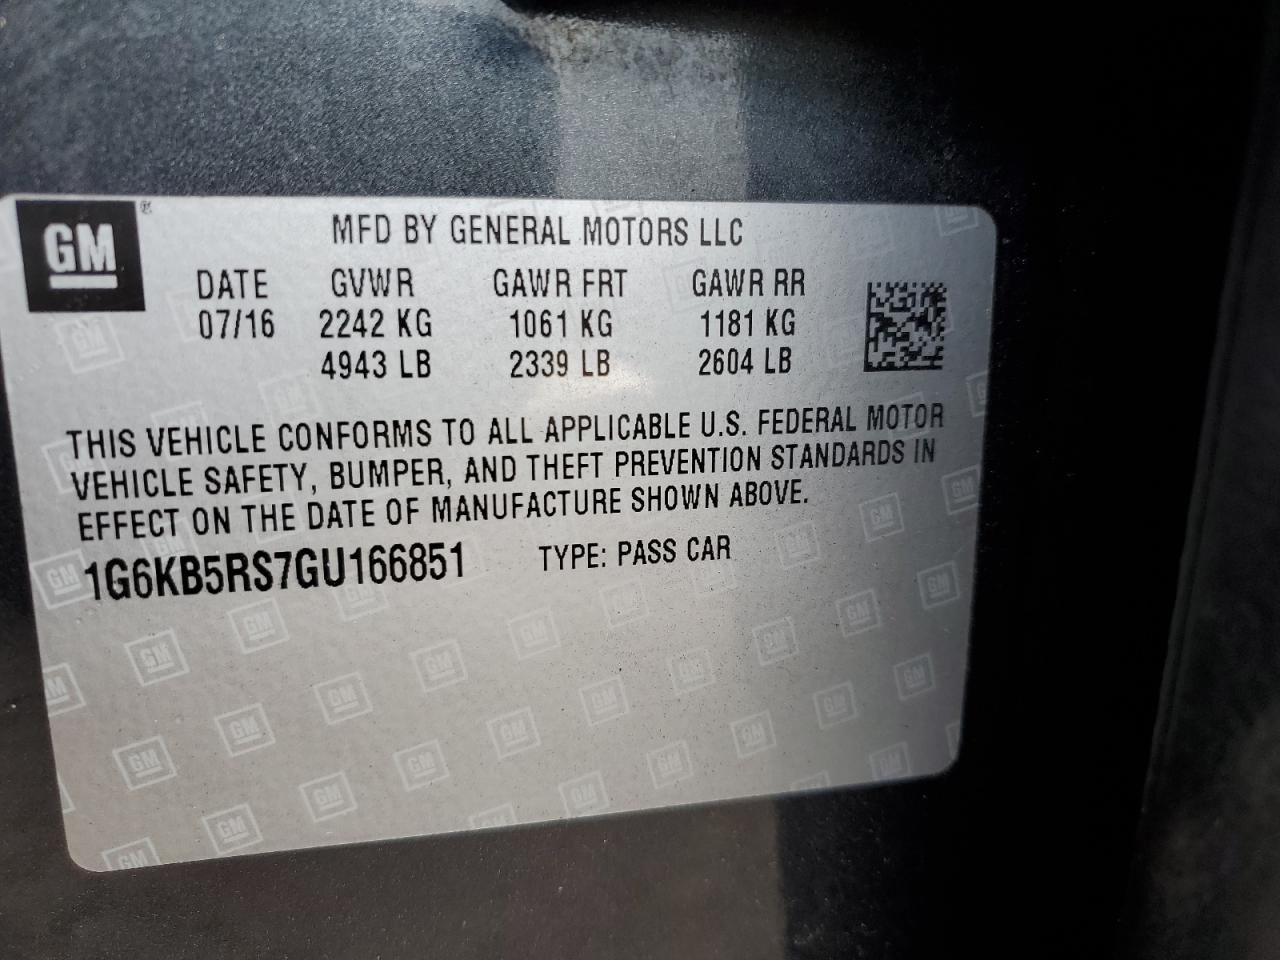 GM ®
MFD BY GENERAL MOTORS LLC
DATE GVWR GAWR FRT GAWR RR
07/16 2242 KG 1061 KG 1181 KG
4943 LB 2339 LB 2604 LB
THIS VEHICLE CONFORMS TO ALL APPLICABLE U.S. FEDERAL MOTOR
VEHICLE SAFETY, BUMPER, AND THEFT PREVENTION STANDARDS IN
EFFECT ON THE DATE OF MANUFACTURE SHOWN ABOVE.
1G6KB5RS7GU166851 TYPE: PASS CAR